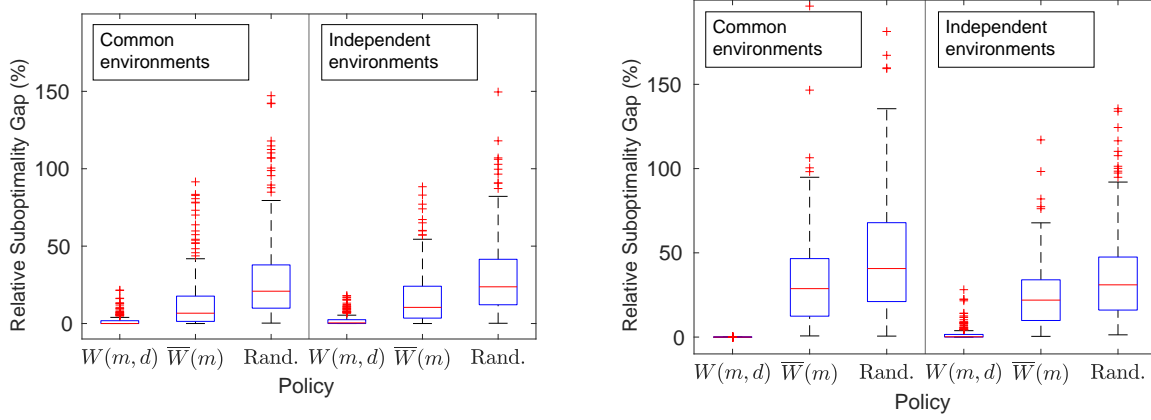 Relative Suboptimality Gap (%)
150
100
50
0
Common
environments
Independent
environments
W(m, d) W̅(m) Rand. W(m, d) W̅(m) Rand.
Policy
Relative Suboptimality Gap (%)
150
100
50
0
Common
environments
Independent
environments
W(m, d) W̅(m) Rand. W(m, d) W̅(m) Rand.
Policy